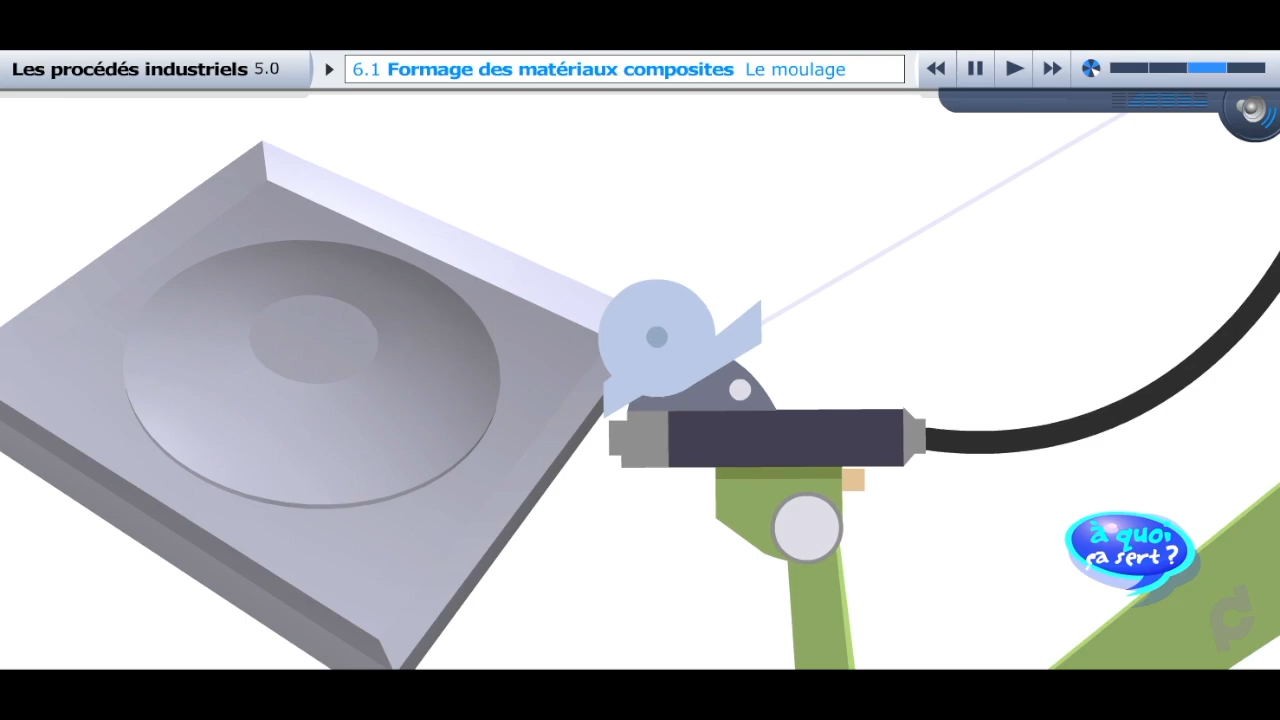 Les procédés industriels 5.0
6.1 Formage des matériaux composites Le moulage
à quoi
ça sert ?